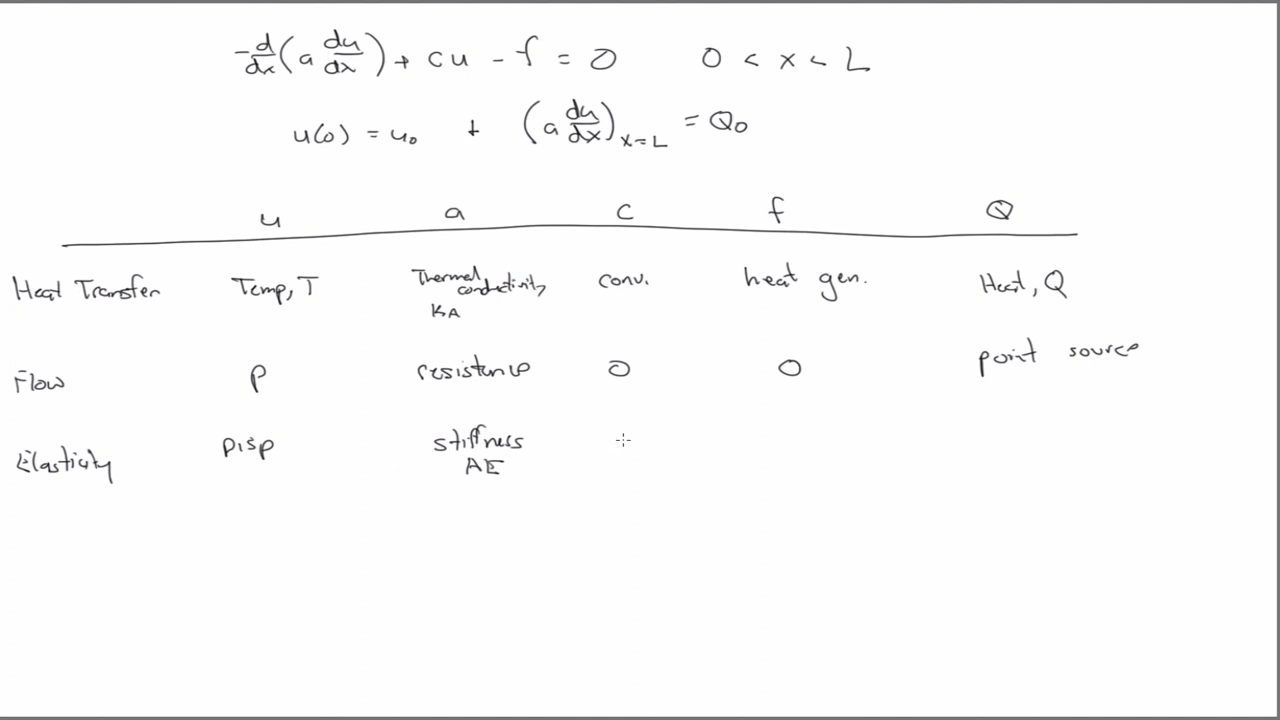 -d/dx (a du/dx) + cu - f = 0 0 < x < L
u(0) = u₀ + (a du/dx)ₓ₌L = Q₀
u a c f Q
Heat Transfer Temp, T Thermal conductivity KA conv. heat gen. Heat, Q
Flow P resistence 0 0 point source
Elasticity Disp stiffness AE